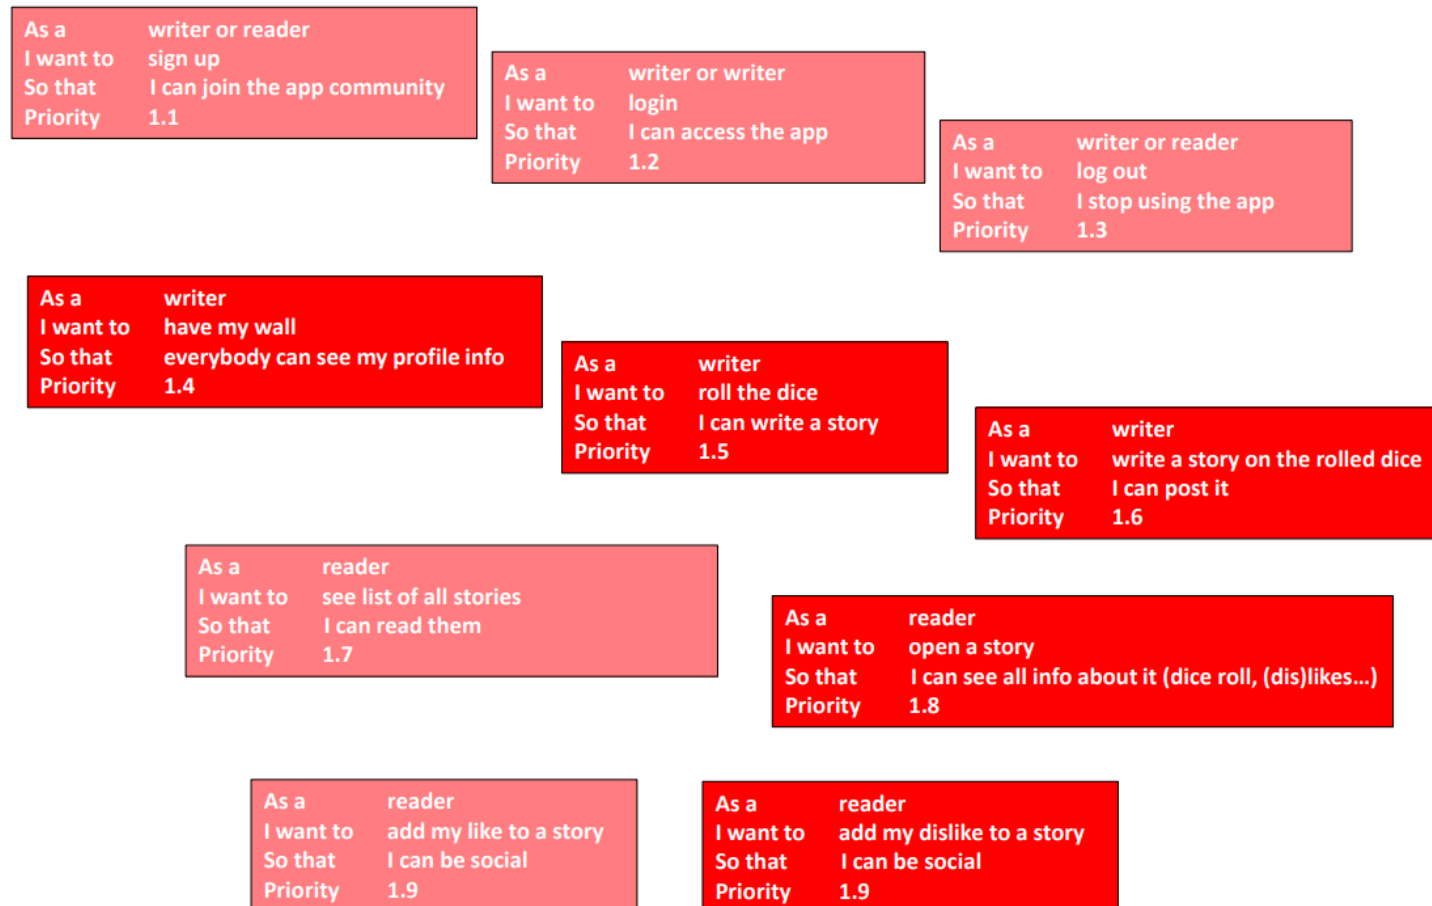 As a writer or reader
I want to sign up
So that I can join the app community
Priority 1.1
As a writer or writer
I want to login
So that I can access the app
Priority 1.2
As a writer or reader
I want to log out
So that I stop using the app
Priority 1.3
As a writer
I want to have my wall
So that everybody can see my profile info
Priority 1.4
As a writer
I want to roll the dice
So that I can write a story
Priority 1.5
As a writer
I want to write a story on the rolled dice
So that I can post it
Priority 1.6
As a reader
I want to see list of all stories
So that I can read them
Priority 1.7
As a reader
I want to open a story
So that I can see all info about it (dice roll, (dis)likes...)
Priority 1.8
As a reader
I want to add my like to a story
So that I can be social
Priority 1.9
As a reader
I want to add my dislike to a story
So that I can be social
Priority 1.9